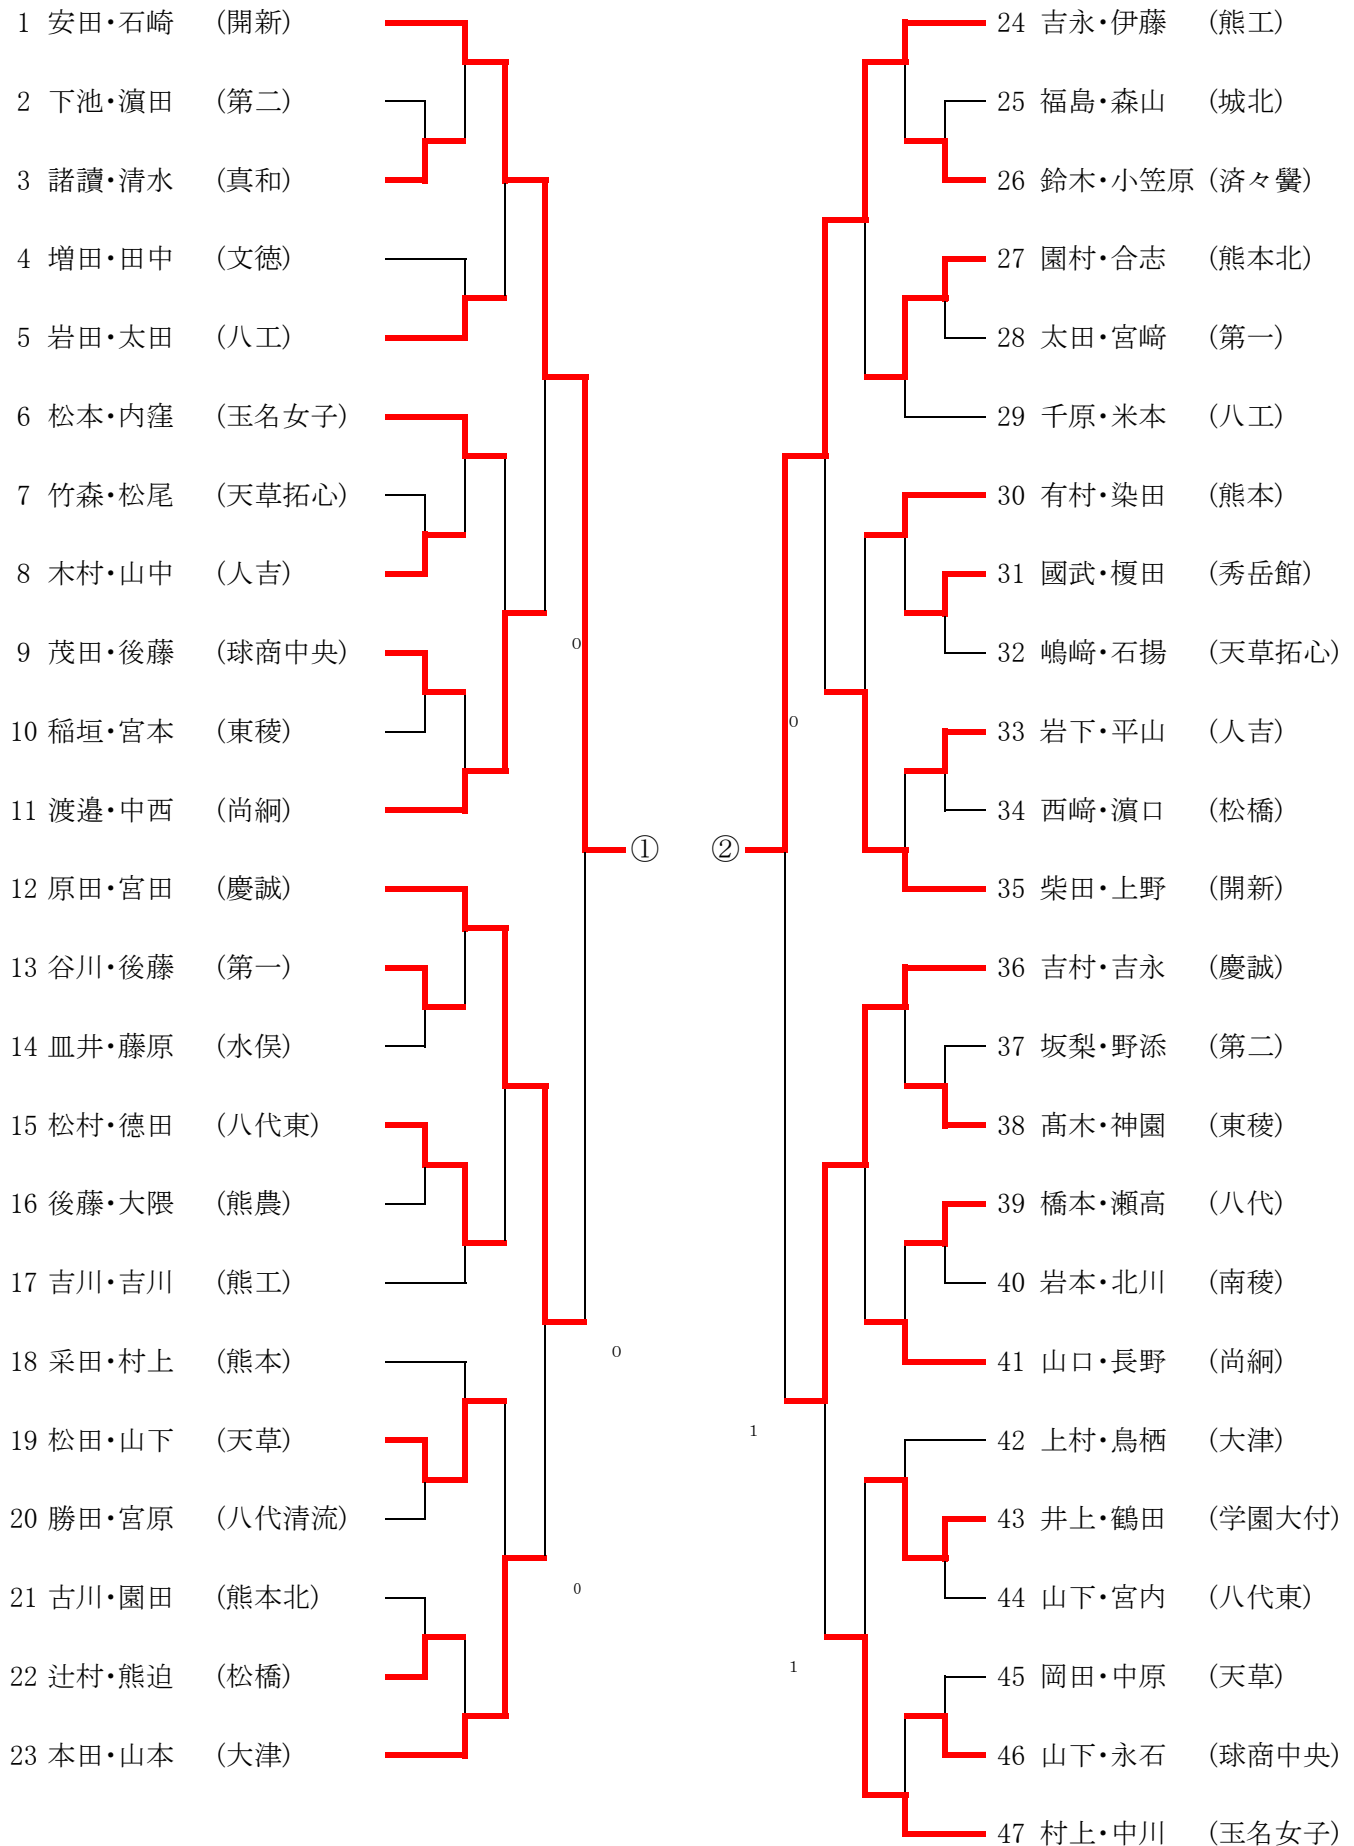 1 安田・石崎 (開新)
2 下池・濵田 (第二)
3 諸讀・清水 (真和)
4 増田・田中 (文徳)
5 岩田・太田 (八工)
6 松本・内窪 (玉名女子)
7 竹森・松尾 (天草拓心)
8 木村・山中 (人吉)
0
9 茂田・後藤 (球商中央)
10 稲垣・宮本 (東稜)
11 渡邉・中西 (尚絅)
①
12 原田・宮田 (慶誠)
13 谷川・後藤 (第一)
14 皿井・藤原 (水俣)
15 松村・德田 (八代東)
16 後藤・大隈 (熊農)
17 吉川・吉川 (熊工)
0
18 采田・村上 (熊本)
19 松田・山下 (天草)
20 勝田・宮原 (八代清流)
0
21 古川・園田 (熊本北)
22 辻村・熊迫 (松橋)
23 本田・山本 (大津)
24 吉永・伊藤 (熊工)
25 福島・森山 (城北)
26 鈴木・小笠原 (済々黌)
27 園村・合志 (熊本北)
28 太田・宮﨑 (第一)
29 千原・米本 (八工)
30 有村・染田 (熊本)
31 國武・榎田 (秀岳館)
32 嶋﨑・石揚 (天草拓心)
0
33 岩下・平山 (人吉)
34 西﨑・濵口 (松橋)
②
35 柴田・上野 (開新)
36 吉村・吉永 (慶誠)
37 坂梨・野添 (第二)
38 髙木・神園 (東稜)
39 橋本・瀬高 (八代)
40 岩本・北川 (南稜)
41 山口・長野 (尚絅)
1
42 上村・鳥栖 (大津)
43 井上・鶴田 (学園大付)
44 山下・宮内 (八代東)
1
45 岡田・中原 (天草)
46 山下・永石 (球商中央)
47 村上・中川 (玉名女子)